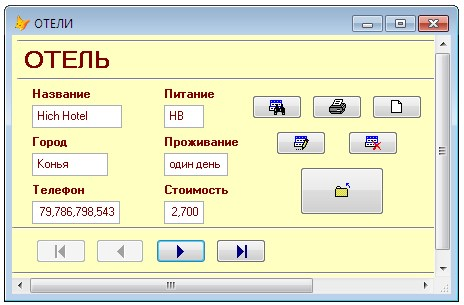 ОТЕЛИ
ОТЕЛЬ
Название Питание
Hich Hotel HB
Город Проживание
Конья один день
Телефон Стоимость
79,786,798,543 2,700